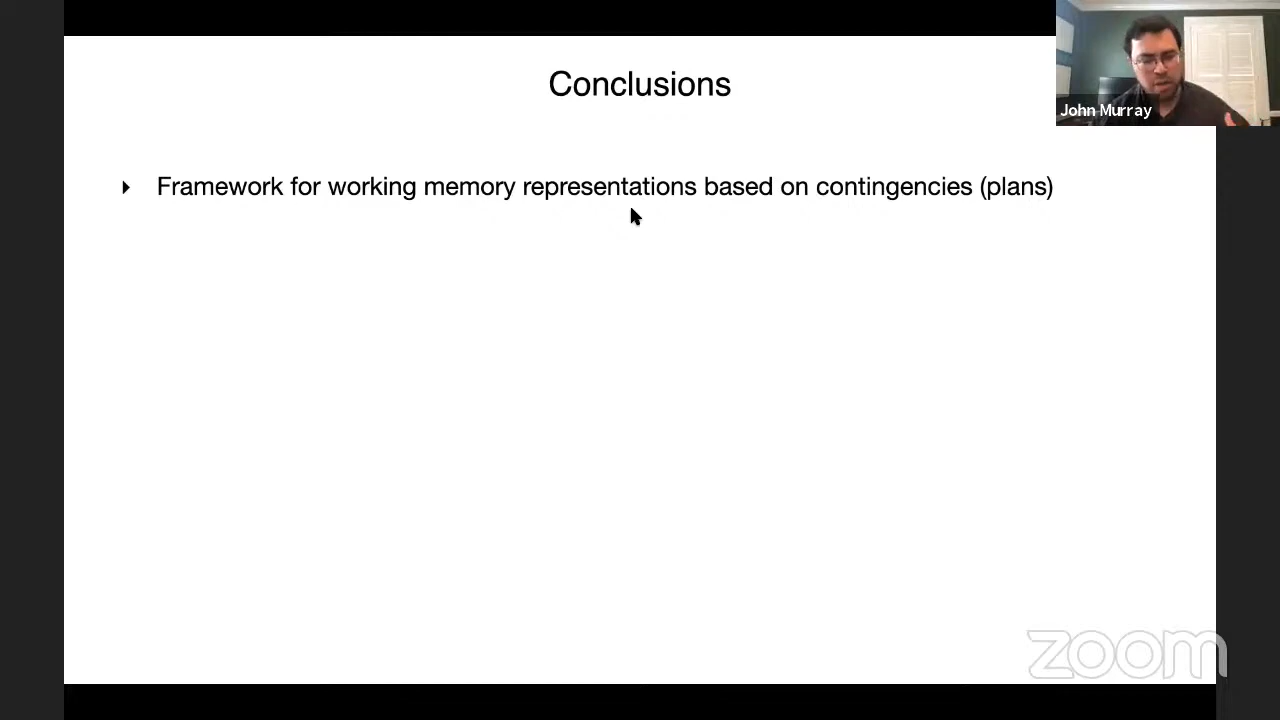 Conclusions
John Murray
‣ Framework for working memory representations based on contingencies (plans)
zoom